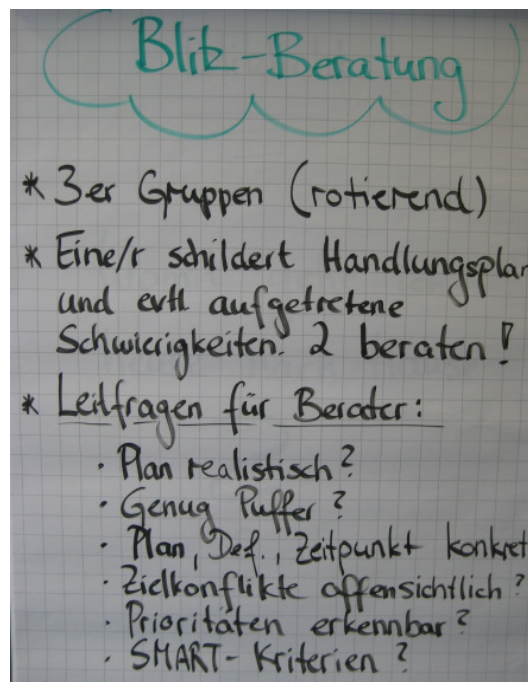 Blitz-Beratung
* 3er Gruppen (rotierend)
* Eine/r schildert Handlungsplan
und evtl aufgetretene
Schwierigkeiten. 2 beraten!
* Leitfragen für Berater:
· Plan realistisch?
· Genug Puffer?
· Plan, Def., Zeitpunkt konkret
· Zielkonflikte offensichtlich?
· Prioritäten erkennbar?
· SMART-Kriterien?